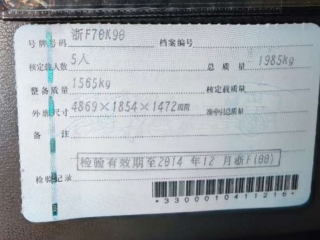 号牌号码 浙F70K90 档案编号
核定载人数 5人 总质量 1985kg
整备质量 1565kg 核定载质量
外廓尺寸 4869×1854×1472mm 准牵引总质量
备注
检验有效期至2014年12月浙F(00)
检验记录
*3300010411216*